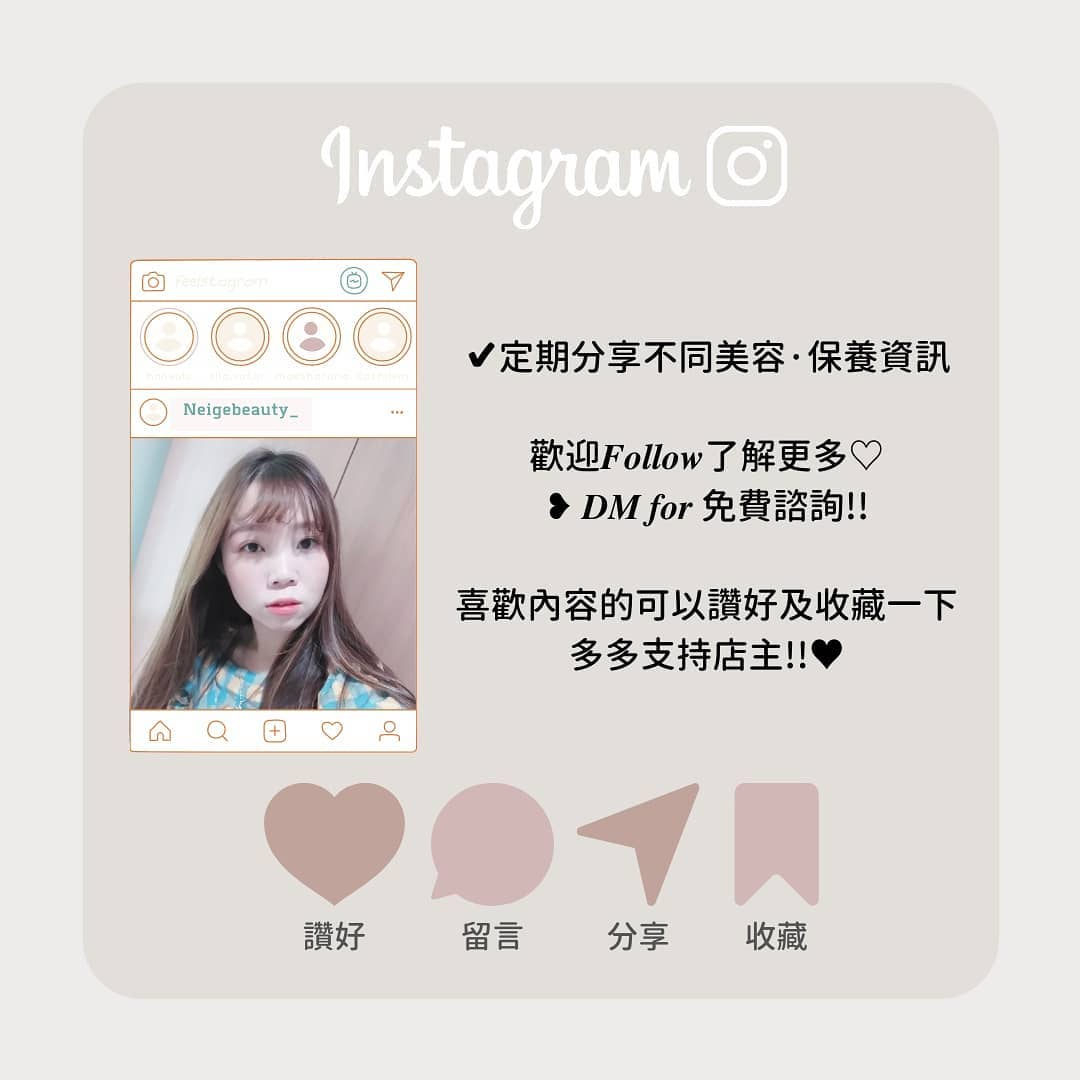 Instagram
feelstagram
Neigebeauty_
✔定期分享不同美容·保養資訊
歡迎Follow了解更多♡
❥ DM for 免費諮詢!!
喜歡內容的可以讚好及收藏一下
多多支持店主!!♥
讚好 留言 分享 收藏